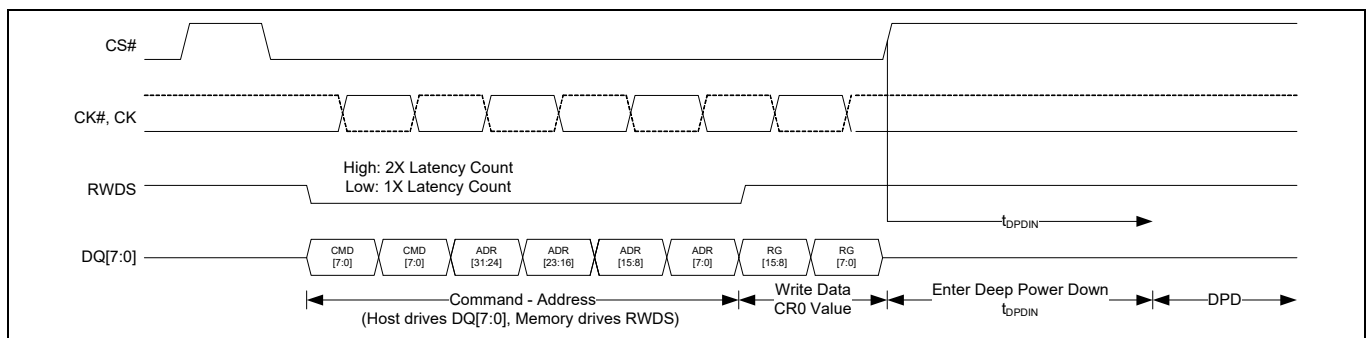 CS#
CK#, CK
High: 2X Latency Count
Low: 1X Latency Count
RWDS
tDPDIN
DQ[7:0]
CMD [7:0]
CMD [7:0]
ADR [31:24]
ADR [23:16]
ADR [15:8]
ADR [7:0]
RG [15:8]
RG [7:0]
Command - Address
(Host drives DQ[7:0], Memory drives RWDS)
Write Data
CR0 Value
Enter Deep Power Down
tDPDIN
DPD